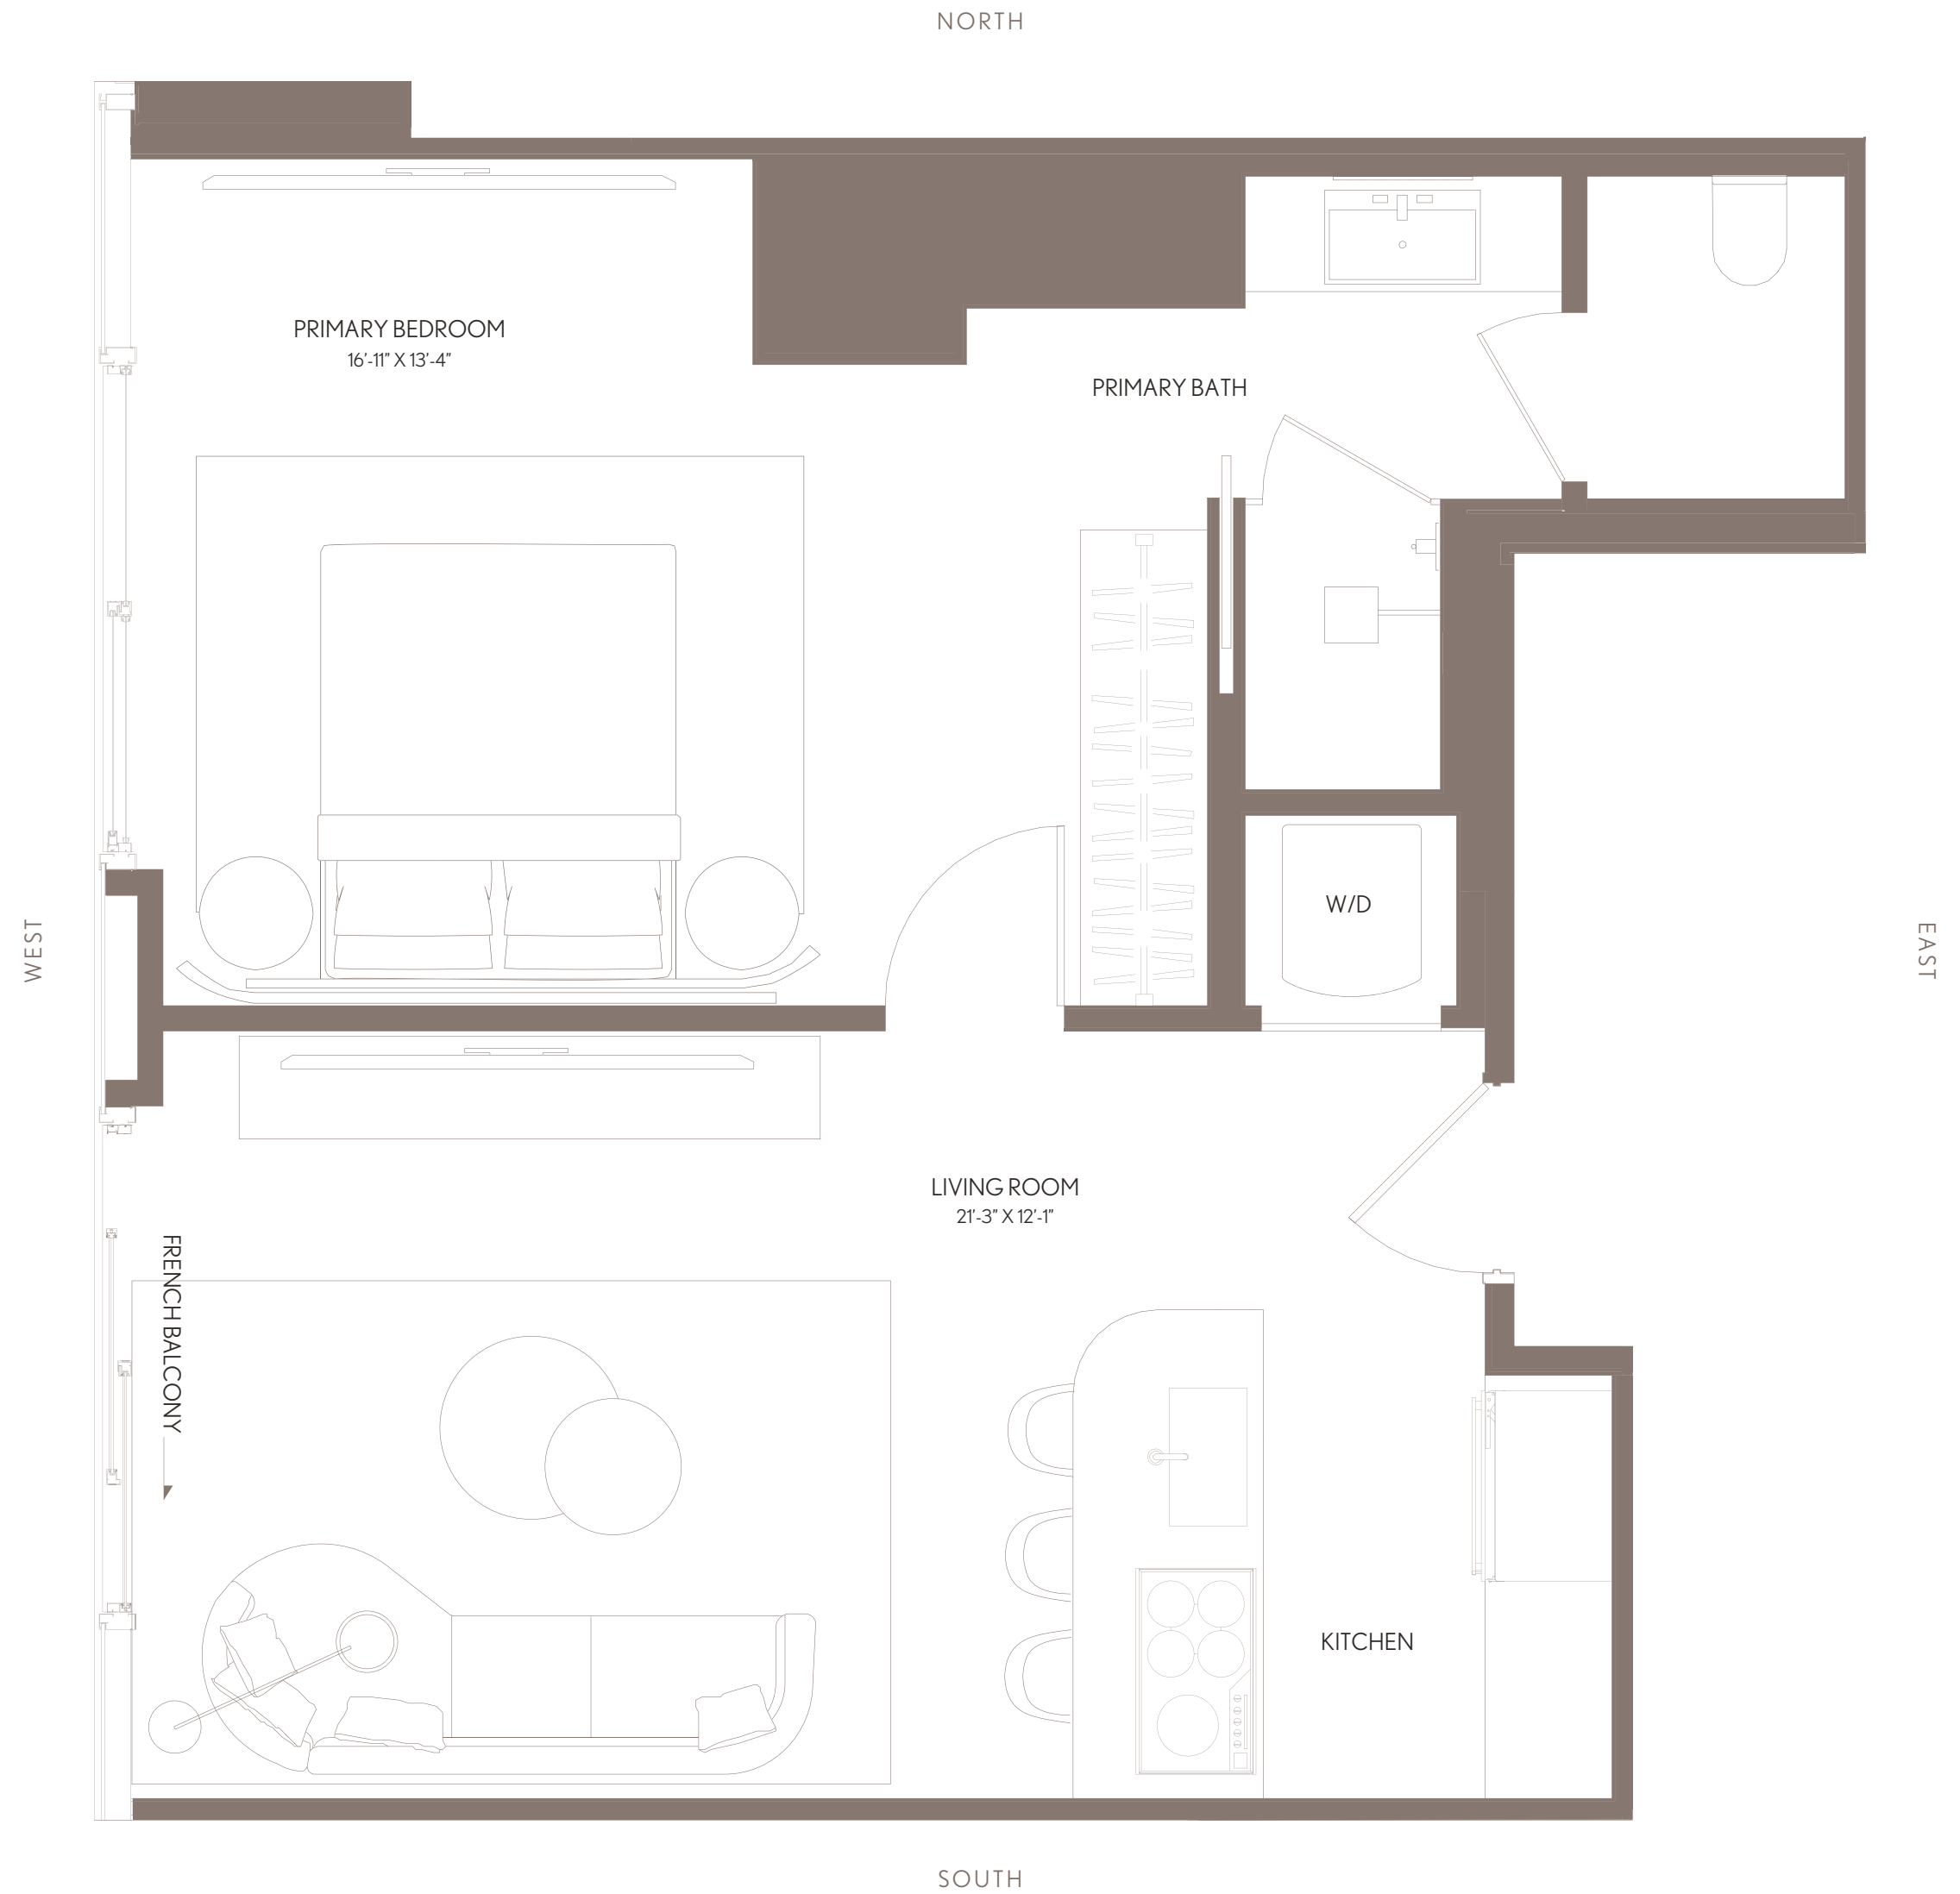 NORTH
PRIMARY BEDROOM
16’-11” X 13’-4”
PRIMARY BATH
W/D
WEST
EAST
LIVING ROOM
21’-3” X 12’-1”
FRENCH BALCONY
KITCHEN
SOUTH